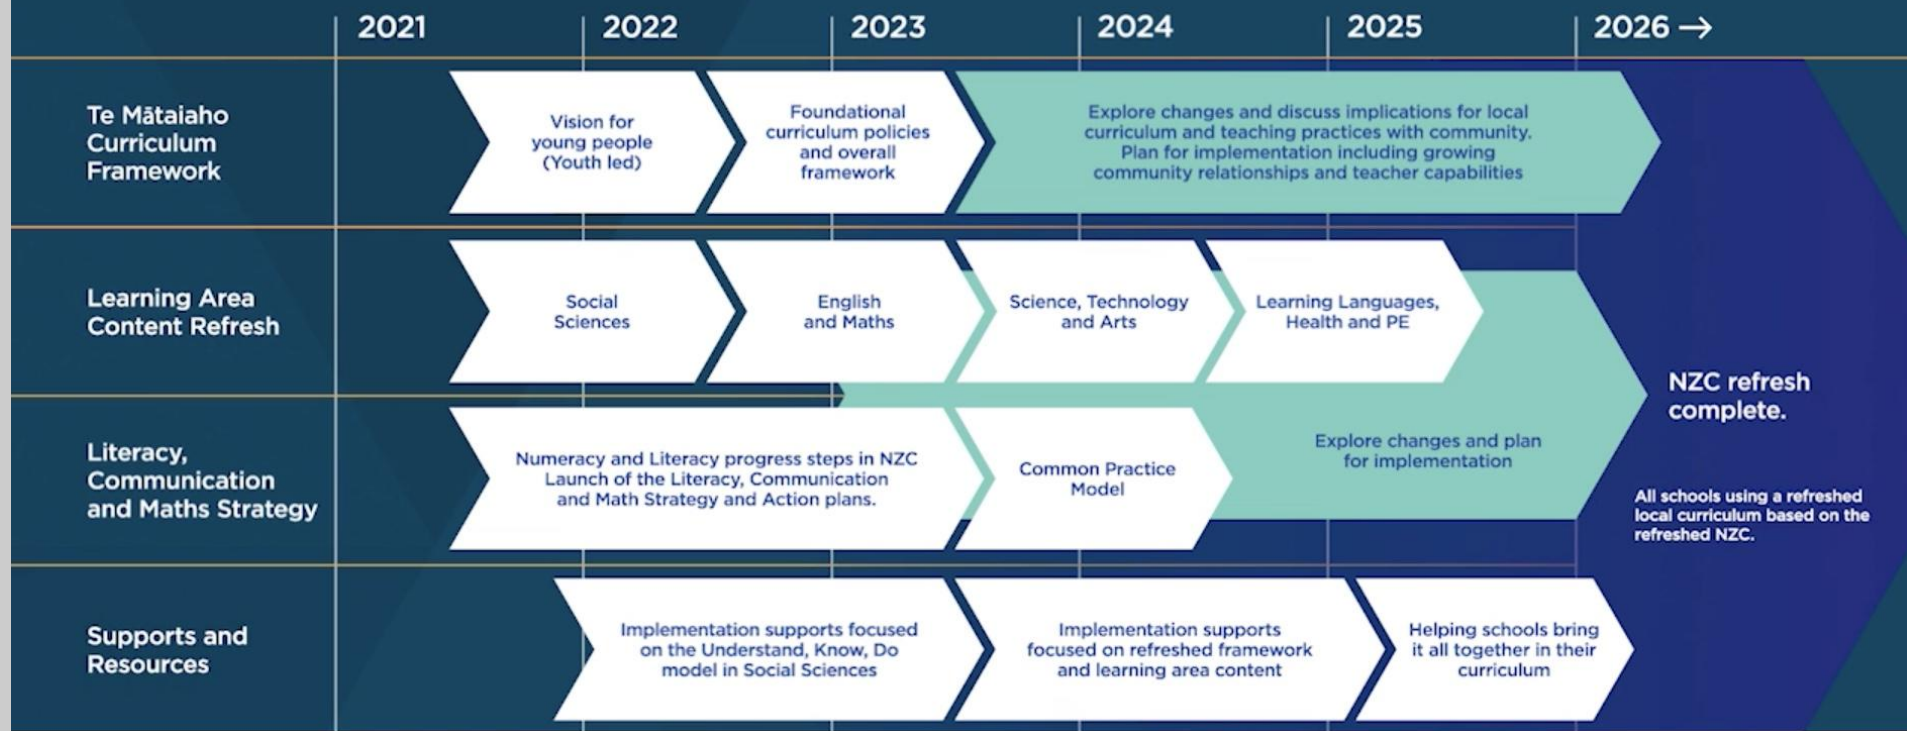 2021
2022
2023
2024
2025
2026 →
Te Mātaiaho
Curriculum
Framework
Vision for
young people
(Youth led)
Foundational
curriculum policies
and overall
framework
Explore changes and discuss implications for local
curriculum and teaching practices with community.
Plan for implementation including growing
community relationships and teacher capabilities
Learning Area
Content Refresh
Social
Sciences
English
and Maths
Science, Technology
and Arts
Learning Languages,
Health and PE
Literacy,
Communication
and Maths Strategy
Numeracy and Literacy progress steps in NZC
Launch of the Literacy, Communication
and Math Strategy and Action plans.
Common Practice
Model
Explore changes and plan
for implementation
NZC refresh
complete.
All schools using a refreshed
local curriculum based on the
refreshed NZC.
Supports and
Resources
Implementation supports focused
on the Understand, Know, Do
model in Social Sciences
Implementation supports
focused on refreshed framework
and learning area content
Helping schools bring
it all together in their
curriculum